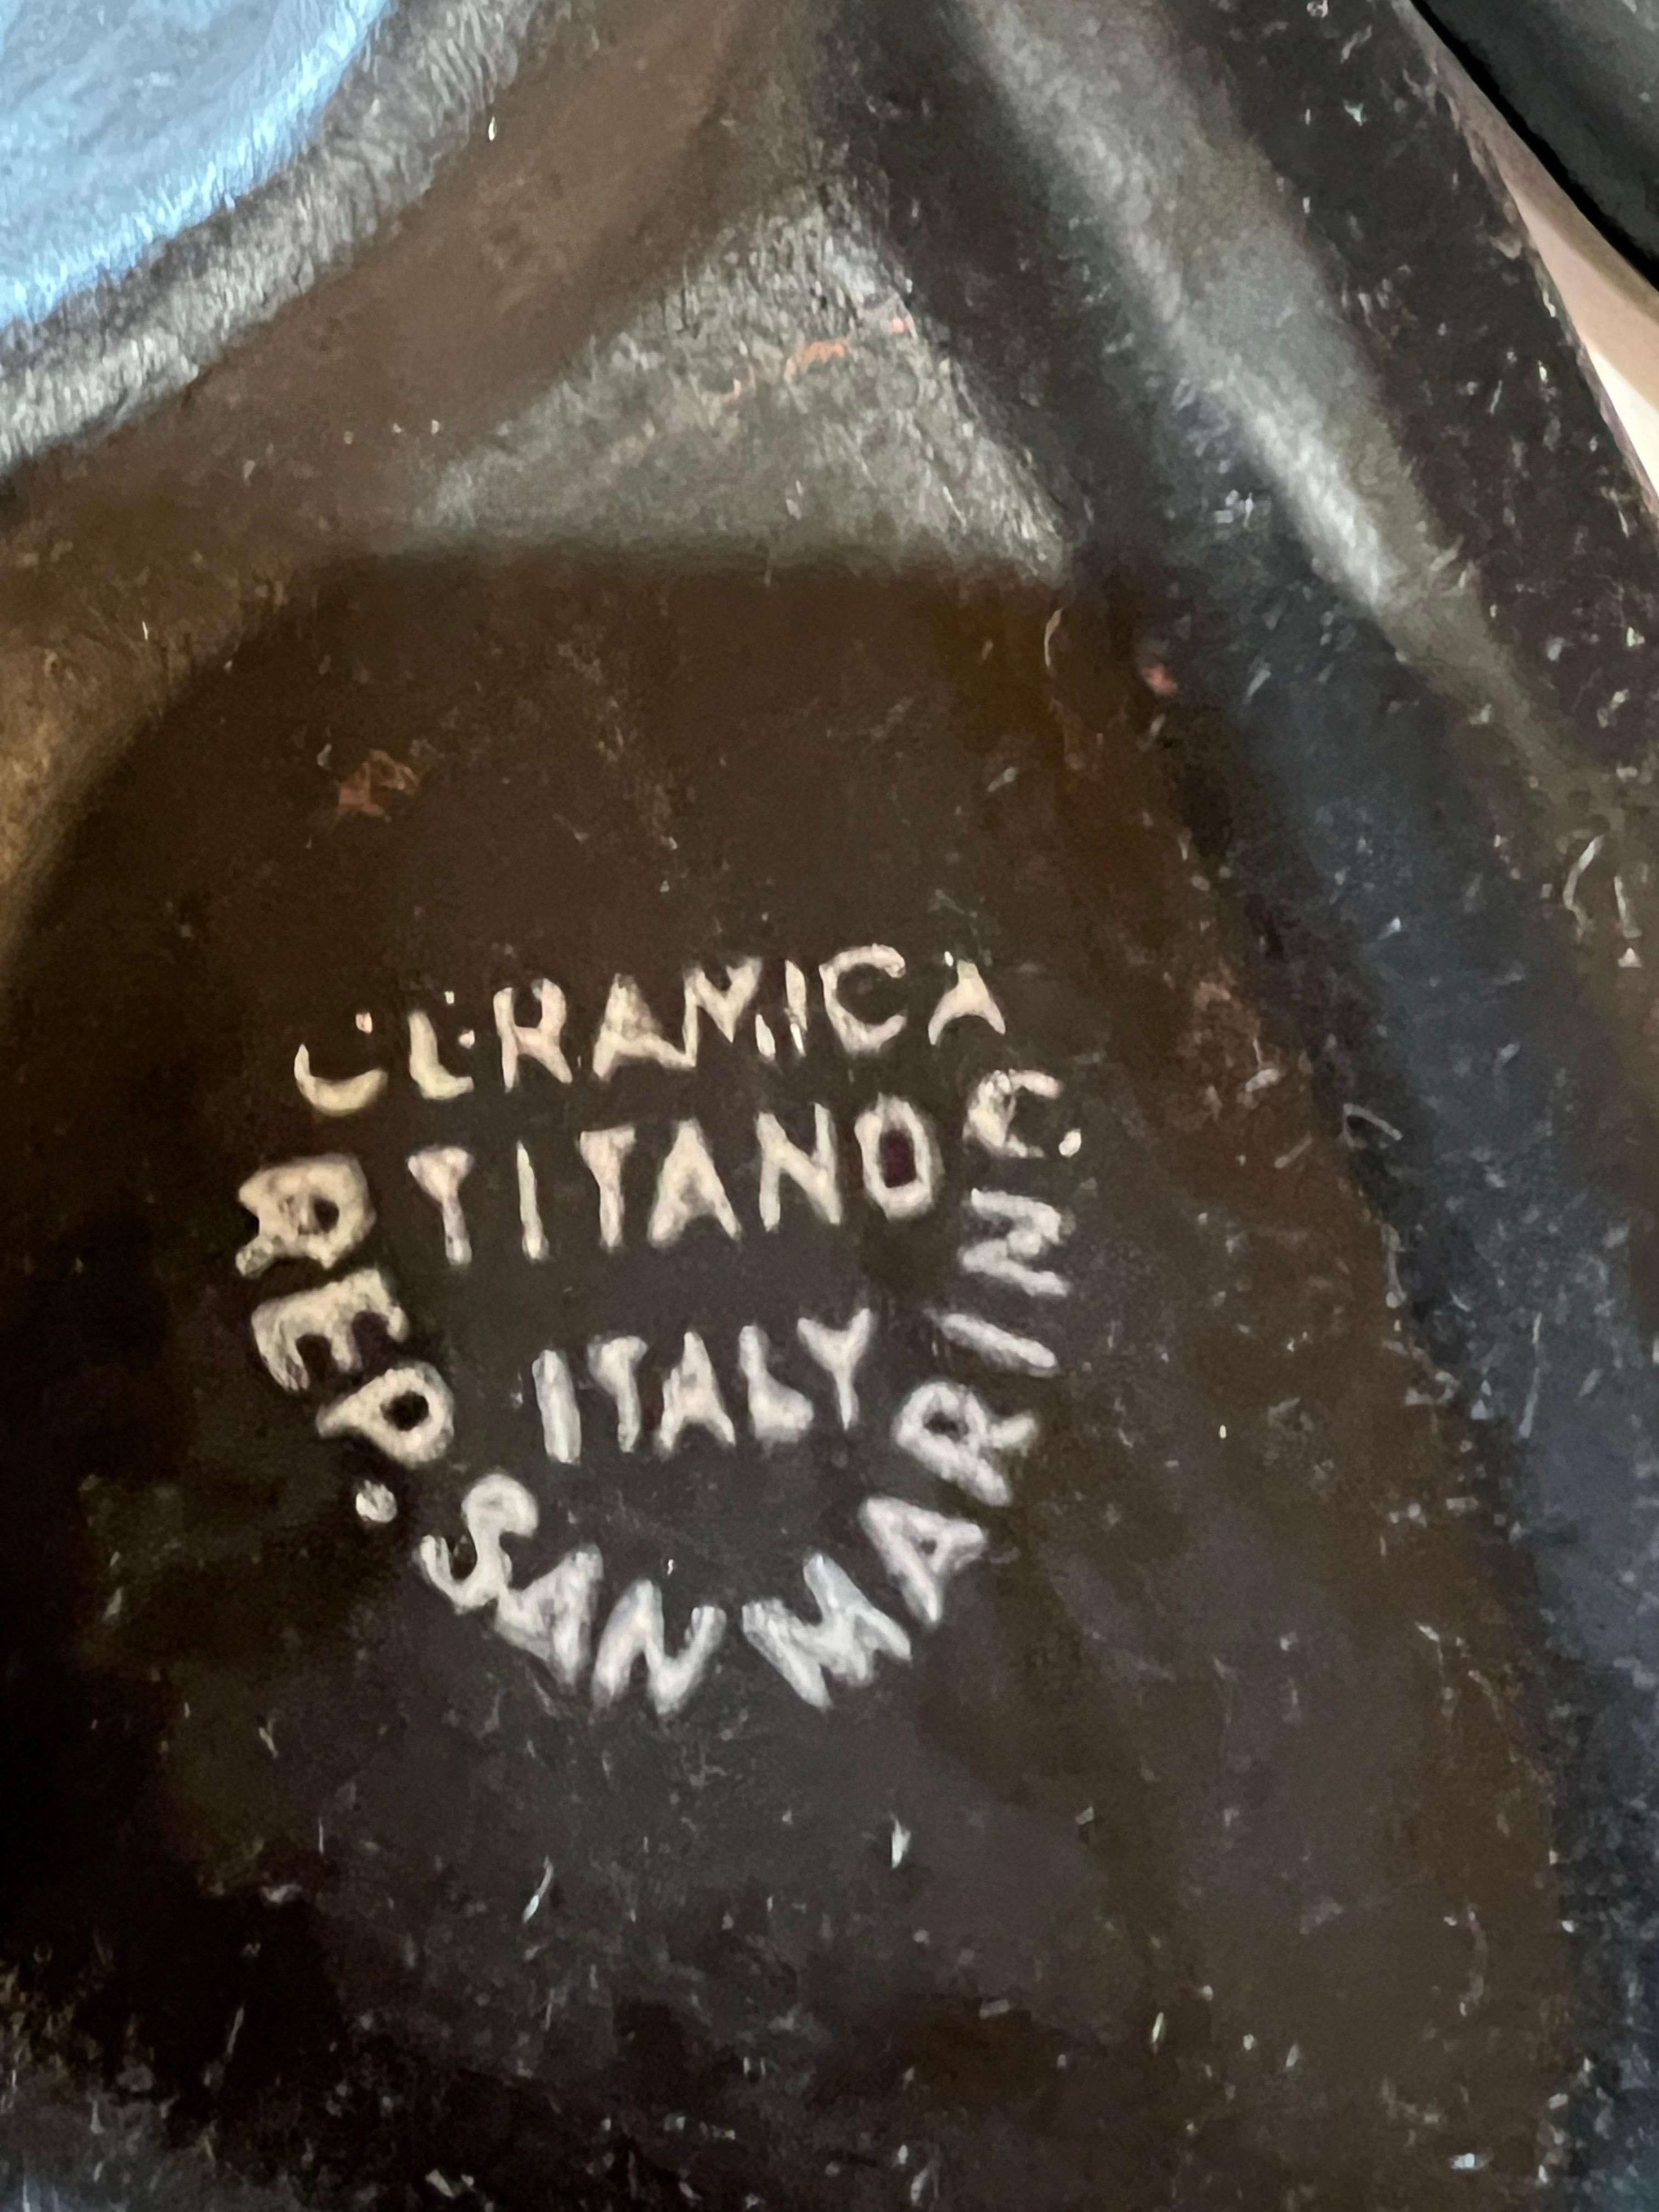 CERAMICA
TITANO
ITALY
REP. SAN MARINO